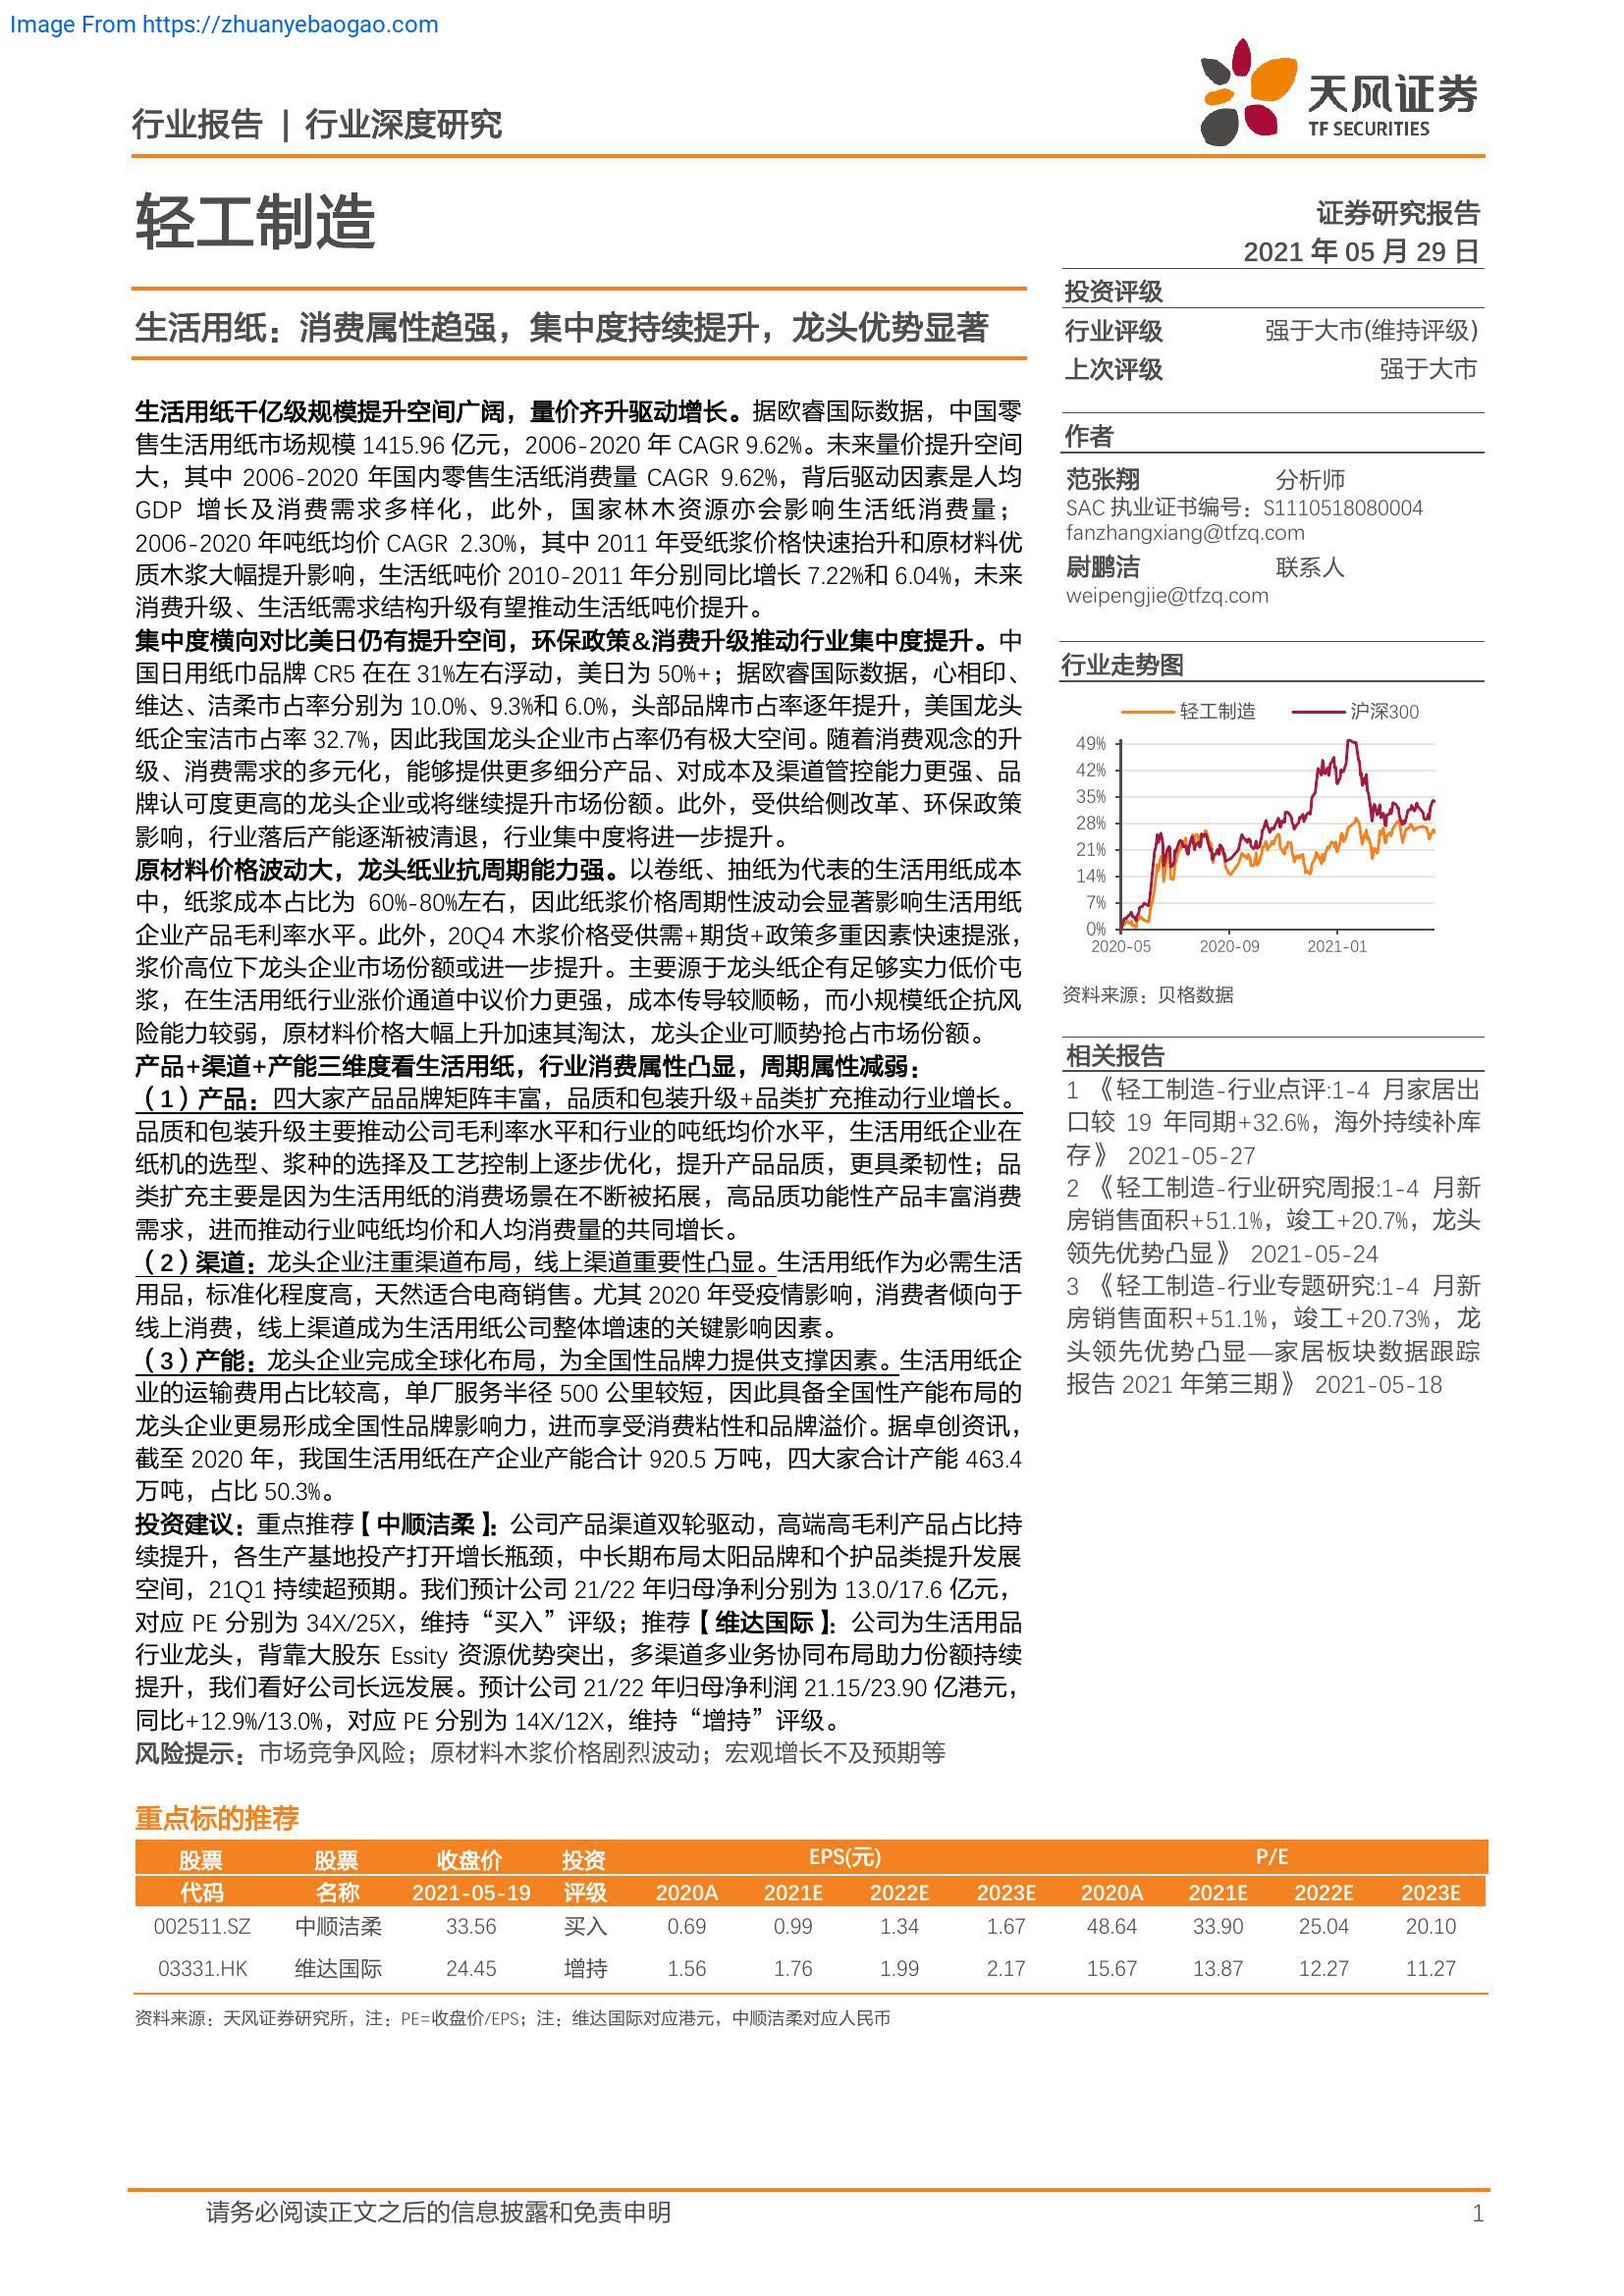 Image From https://zhuanyebaogao.com
行业报告 | 行业深度研究
天风证券
TF SECURITIES
轻工制造
证券研究报告
2021 年 05 月 29 日
生活用纸：消费属性趋强，集中度持续提升，龙头优势显著
生活用纸千亿级规模提升空间广阔，量价齐升驱动增长。据欧睿国际数据，中国零
售生活用纸市场规模 1415.96 亿元，2006-2020 年 CAGR 9.62%。未来量价提升空间
大，其中 2006-2020 年国内零售生活纸消费量 CAGR 9.62%，背后驱动因素是人均
GDP 增长及消费需求多样化，此外，国家林木资源亦会影响生活纸消费量；
2006-2020 年吨纸均价 CAGR 2.30%，其中 2011 年受纸浆价格快速抬升和原材料优
质木浆大幅提升影响，生活纸吨价 2010-2011 年分别同比增长 7.22%和 6.04%，未来
消费升级、生活纸需求结构升级有望推动生活纸吨价提升。
集中度横向对比美日仍有提升空间，环保政策&消费升级推动行业集中度提升。中
国日用纸巾品牌 CR5 在在 31%左右浮动，美日为 50%+；据欧睿国际数据，心相印、
维达、洁柔市占率分别为 10.0%、9.3%和 6.0%，头部品牌市占率逐年提升，美国龙头
纸企宝洁市占率 32.7%，因此我国龙头企业市占率仍有极大空间。随着消费观念的升
级、消费需求的多元化，能够提供更多细分产品、对成本及渠道管控能力更强、品
牌认可度更高的龙头企业或将继续提升市场份额。此外，受供给侧改革、环保政策
影响，行业落后产能逐渐被清退，行业集中度将进一步提升。
原材料价格波动大，龙头纸业抗周期能力强。以卷纸、抽纸为代表的生活用纸成本
中，纸浆成本占比为 60%-80%左右，因此纸浆价格周期性波动会显著影响生活用纸
企业产品毛利率水平。此外，20Q4 木浆价格受供需+期货+政策多重因素快速提涨，
浆价高位下龙头企业市场份额或进一步提升。主要源于龙头纸企有足够实力低价屯
浆，在生活用纸行业涨价通道中议价力更强，成本传导较顺畅，而小规模纸企抗风
险能力较弱，原材料价格大幅上升加速其淘汰，龙头企业可顺势抢占市场份额。
产品+渠道+产能三维度看生活用纸，行业消费属性凸显，周期属性减弱：
（1）产品：四大家产品品牌矩阵丰富，品质和包装升级+品类扩充推动行业增长。
品质和包装升级主要推动公司毛利率水平和行业的吨纸均价水平，生活用纸企业在
纸机的选型、浆种的选择及工艺控制上逐步优化，提升产品品质，更具柔韧性；品
类扩充主要是因为生活用纸的消费场景在不断被拓展，高品质功能性产品丰富消费
需求，进而推动行业吨纸均价和人均消费量的共同增长。
（2）渠道：龙头企业注重渠道布局，线上渠道重要性凸显。生活用纸作为必需生活
用品，标准化程度高，天然适合电商销售。尤其 2020 年受疫情影响，消费者倾向于
线上消费，线上渠道成为生活用纸公司整体增速的关键影响因素。
（3）产能：龙头企业完成全球化布局，为全国性品牌力提供支撑因素。生活用纸企
业的运输费用占比较高，单厂服务半径 500 公里较短，因此具备全国性产能布局的
龙头企业更易形成全国性品牌影响力，进而享受消费粘性和品牌溢价。据卓创资讯，
截至 2020 年，我国生活用纸在产企业产能合计 920.5 万吨，四大家合计产能 463.4
万吨，占比 50.3%。
投资建议：重点推荐【中顺洁柔】：公司产品渠道双轮驱动，高端高毛利产品占比持
续提升，各生产基地投产打开增长瓶颈，中长期布局太阳品牌和个护品类提升发展
空间，21Q1 持续超预期。我们预计公司 21/22 年归母净利分别为 13.0/17.6 亿元，
对应 PE 分别为 34X/25X，维持“买入”评级；推荐【维达国际】：公司为生活用品
行业龙头，背靠大股东 Essity 资源优势突出，多渠道多业务协同布局助力份额持续
提升，我们看好公司长远发展。预计公司 21/22 年归母净利润 21.15/23.90 亿港元，
同比+12.9%/13.0%，对应 PE 分别为 14X/12X，维持“增持”评级。
风险提示：市场竞争风险；原材料木浆价格剧烈波动；宏观增长不及预期等
投资评级
行业评级 强于大市(维持评级)
上次评级 强于大市
作者
范张翔 分析师
SAC 执业证书编号：S1110518080004
fanzhangxiang@tfzq.com
尉鹏洁 联系人
weipengjie@tfzq.com
行业走势图
轻工制造 沪深300
49%
42%
35%
28%
21%
14%
7%
0%
2020-05 2020-09 2021-01
资料来源：贝格数据
相关报告
1 《轻工制造-行业点评:1-4 月家居出
口较 19 年同期+32.6%，海外持续补库
存》 2021-05-27
2 《轻工制造-行业研究周报:1-4 月新
房销售面积+51.1%，竣工+20.7%，龙头
领先优势凸显》 2021-05-24
3 《轻工制造-行业专题研究:1-4 月新
房销售面积+51.1%，竣工+20.73%，龙
头领先优势凸显—家居板块数据跟踪
报告 2021 年第三期》 2021-05-18
重点标的推荐
股票 股票 收盘价 投资 EPS(元) P/E
代码 名称 2021-05-19 评级 2020A 2021E 2022E 2023E 2020A 2021E 2022E 2023E
002511.SZ 中顺洁柔 33.56 买入 0.69 0.99 1.34 1.67 48.64 33.90 25.04 20.10
03331.HK 维达国际 24.45 增持 1.56 1.76 1.99 2.17 15.67 13.87 12.27 11.27
资料来源：天风证券研究所，注：PE=收盘价/EPS；注：维达国际对应港元，中顺洁柔对应人民币
请务必阅读正文之后的信息披露和免责申明 1